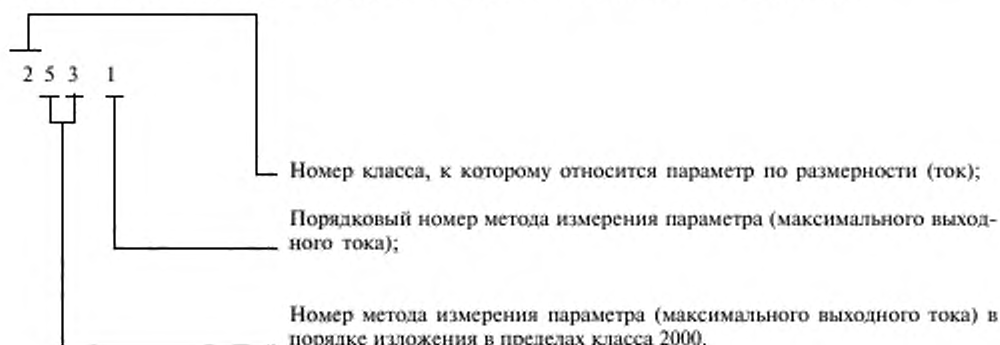 2 5 3 1
Номер класса, к которому относится параметр по размерности (ток);
Порядковый номер метода измерения параметра (максимального выход-
ного тока);
Номер метода измерения параметра (максимального выходного тока) в
порядке изложения в пределах класса 2000.